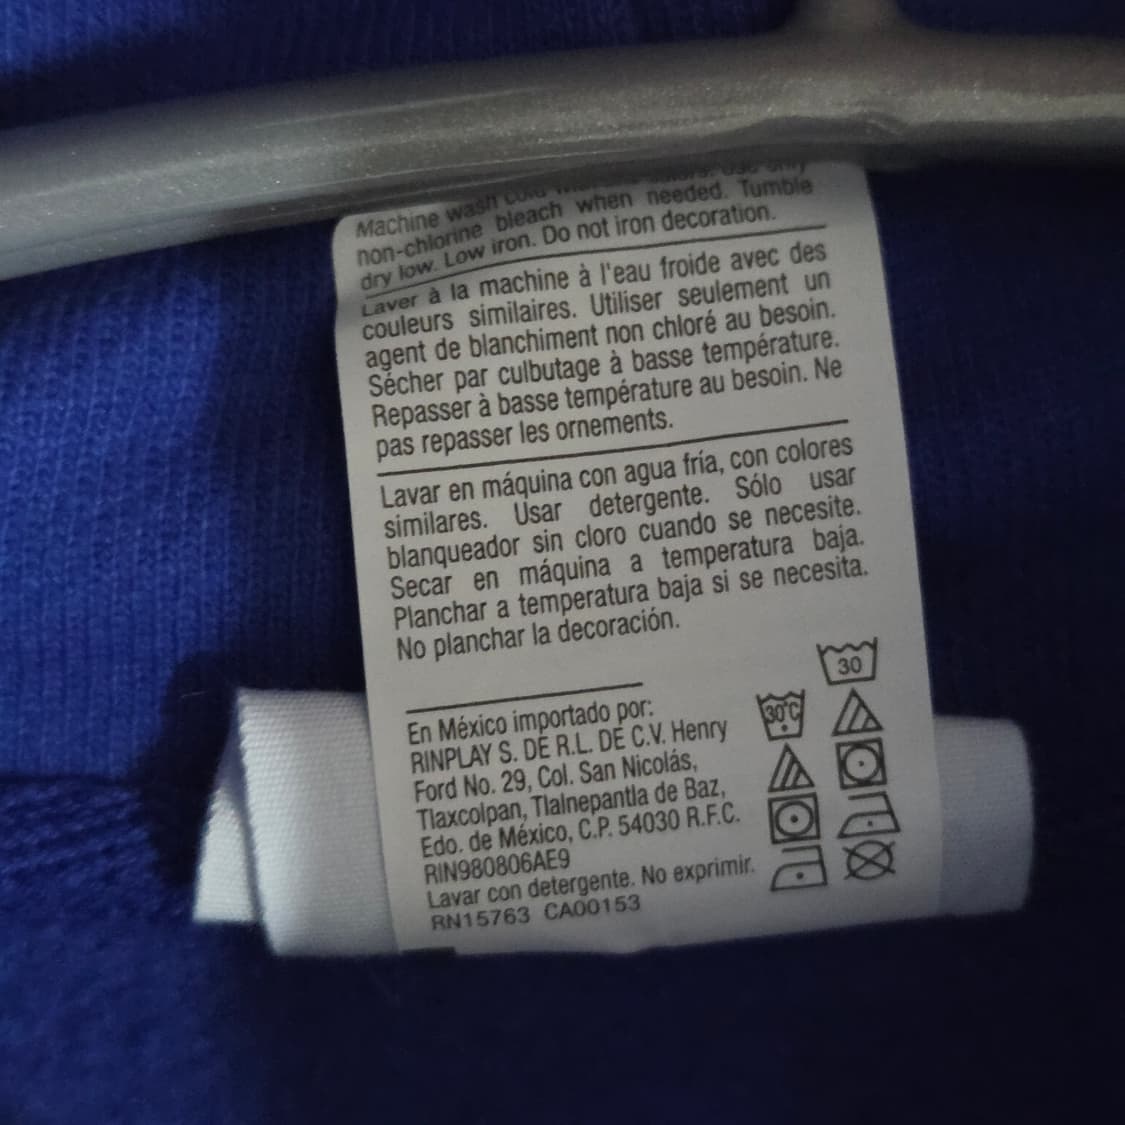 Machine wash cold
non-chlorine bleach when needed. Tumble
dry low. Low iron. Do not iron decoration.
Laver à la machine à l'eau froide avec des
couleurs similaires. Utiliser seulement un
agent de blanchiment non chloré au besoin.
Sécher par culbutage à basse température.
Repasser à basse température au besoin. Ne
pas repasser les ornements.
Lavar en máquina con agua fría, con colores
similares. Usar detergente. Sólo usar
blanqueador sin cloro cuando se necesite.
Secar en máquina a temperatura baja.
Planchar a temperatura baja si se necesita.
No planchar la decoración.
En México importado por:
RINPLAY S. DE R.L. DE C.V. Henry
Ford No. 29, Col. San Nicolás,
Tlaxcolpan, Tlalnepantla de Baz,
Edo. de México, C.P. 54030 R.F.C.
RIN980806AE9
Lavar con detergente. No exprimir.
RN15763 CA00153
30
30°C